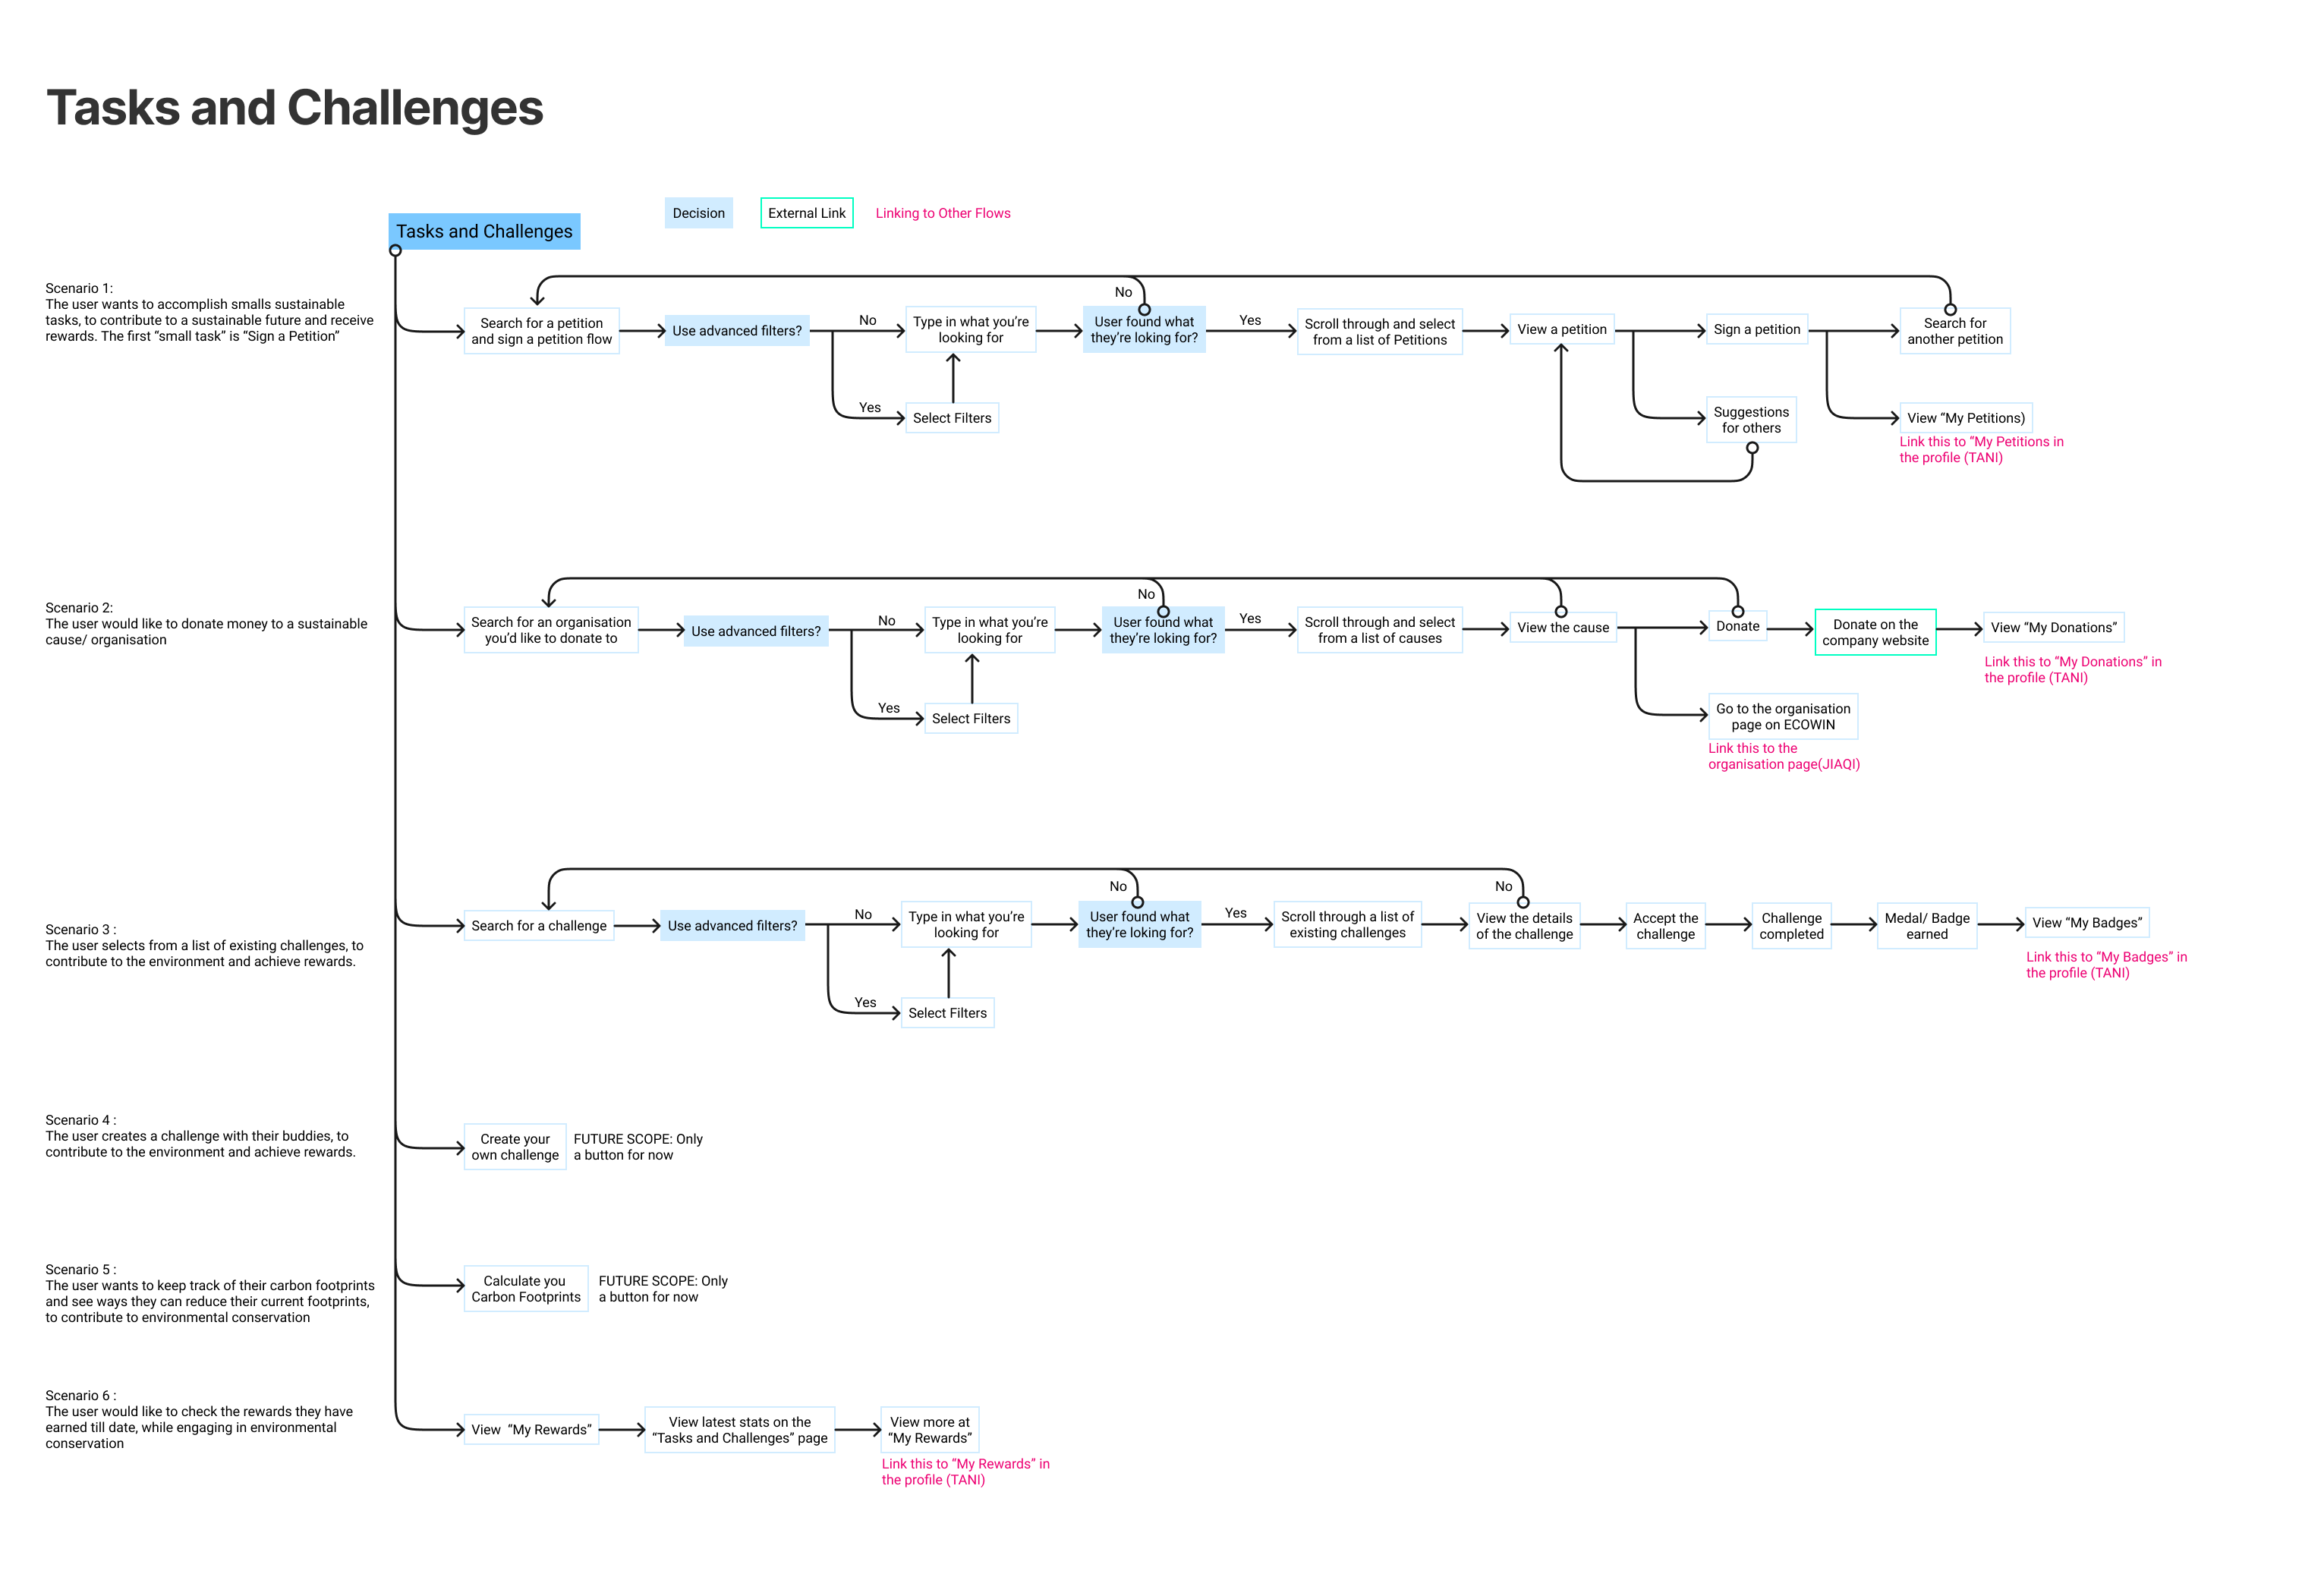 Tasks and Challenges
Tasks and Challenges
Decision
External Link
Linking to Other Flows
Scenario 1:
The user wants to accomplish smalls sustainable
tasks, to contribute to a sustainable future and receive
rewards. The first “small task” is “Sign a Petition”
Search for a petition
and sign a petition flow
Use advanced filters?
No
Yes
Type in what you’re
looking for
Select Filters
No
User found what
they’re loking for?
Yes
Scroll through and select
from a list of Petitions
View a petition
Sign a petition
Suggestions
for others
Search for
another petition
View “My Petitions)
Link this to “My Petitions in
the profile (TANI)
Scenario 2:
The user would like to donate money to a sustainable
cause/ organisation
Search for an organisation
you’d like to donate to
Use advanced filters?
No
Yes
Type in what you’re
looking for
Select Filters
No
User found what
they’re loking for?
Yes
Scroll through and select
from a list of causes
View the cause
Donate
Go to the organisation
page on ECOWIN
Link this to the
organisation page(JIAQI)
Donate on the
company website
View “My Donations”
Link this to “My Donations” in
the profile (TANI)
Scenario 3 :
The user selects from a list of existing challenges, to
contribute to the environment and achieve rewards.
Search for a challenge
Use advanced filters?
No
Yes
Type in what you’re
looking for
Select Filters
No
User found what
they’re loking for?
Yes
Scroll through a list of
existing challenges
No
View the details
of the challenge
Accept the
challenge
Challenge
completed
Medal/ Badge
earned
View “My Badges”
Link this to “My Badges” in
the profile (TANI)
Scenario 4 :
The user creates a challenge with their buddies, to
contribute to the environment and achieve rewards.
Create your
own challenge
FUTURE SCOPE: Only
a button for now
Scenario 5 :
The user wants to keep track of their carbon footprints
and see ways they can reduce their current footprints,
to contribute to environmental conservation
Calculate you
Carbon Footprints
FUTURE SCOPE: Only
a button for now
Scenario 6 :
The user would like to check the rewards they have
earned till date, while engaging in environmental
conservation
View “My Rewards”
View latest stats on the
“Tasks and Challenges” page
View more at
“My Rewards”
Link this to “My Rewards” in
the profile (TANI)